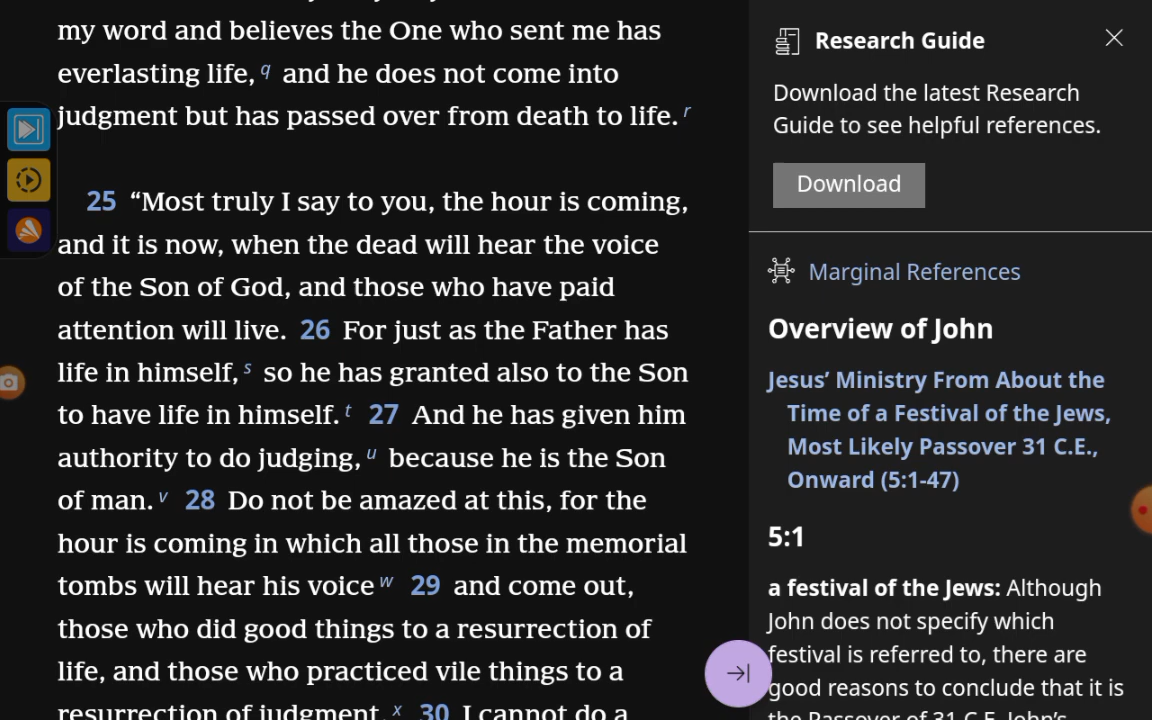 my word and believes the One who sent me has
everlasting life, q and he does not come into
judgment but has passed over from death to life. r
25 “Most truly I say to you, the hour is coming,
and it is now, when the dead will hear the voice
of the Son of God, and those who have paid
attention will live. 26 For just as the Father has
life in himself, s so he has granted also to the Son
to have life in himself. t 27 And he has given him
authority to do judging, u because he is the Son
of man. v 28 Do not be amazed at this, for the
hour is coming in which all those in the memorial
tombs will hear his voice w 29 and come out,
those who did good things to a resurrection of
life, and those who practiced vile things to a
resurrection of judgment. x 30 I cannot do a
Research Guide
Download the latest Research
Guide to see helpful references.
Download
Marginal References
Overview of John
Jesus’ Ministry From About the
Time of a Festival of the Jews,
Most Likely Passover 31 C.E.,
Onward (5:1-47)
5:1
a festival of the Jews: Although
John does not specify which
festival is referred to, there are
good reasons to conclude that it is
the Passover of 31 C.E. John’s